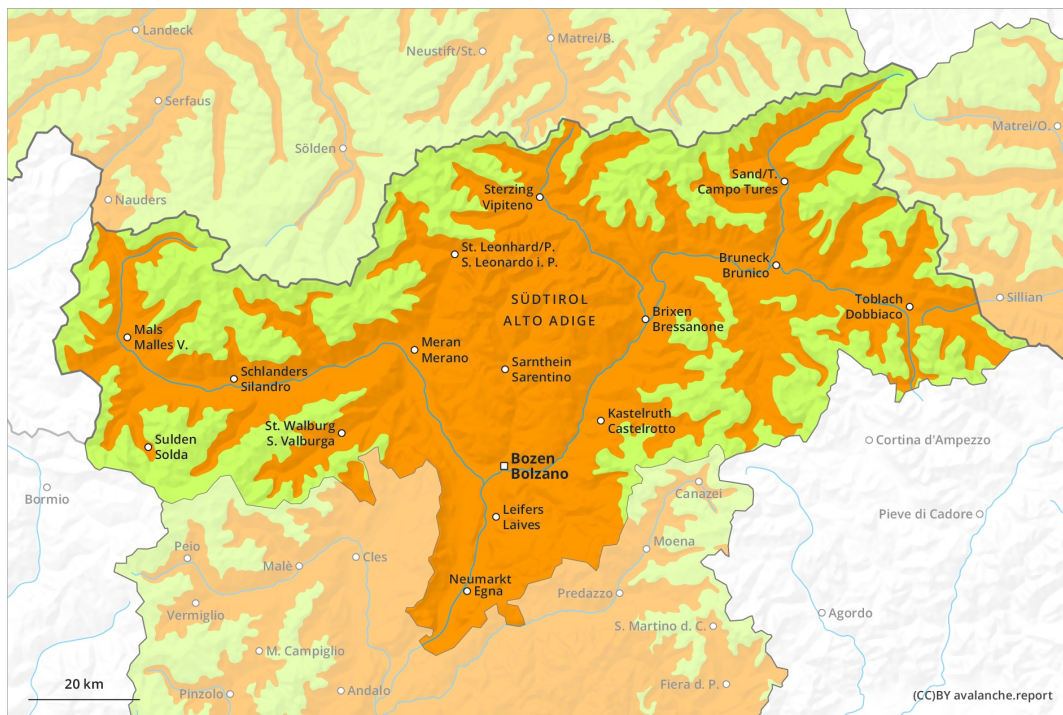 Landeck
Matrei/B.
Neustift/St.
Serfaus
Matrei/O.
Sölden
Sand/T.
Campo Tures
Sterzing
Vipiteno
Nauders
St. Leonhard/P.
S. Leonardo i. P.
Bruneck
Brunico
SÜDTIROL
ALTO ADIGE
Toblach
Dobbiaco
Sillian
Brixen
Bressanone
Mals
Malles V.
Meran
Merano
Sarnthein
Sarentino
Schlanders
Silandro
Kastelruth
Castelrotto
St. Walburg
S. Valburga
Sulden
Solda
Cortina d'Ampezzo
Bozen
Bolzano
Bormio
Canazei
Leifers
Laives
Pieve di Cadore
Moena
Peio
Cles
Malè
Neumarkt
Egna
Predazzo
Vermiglio
Agordo
S. Martino d. C.
M. Campiglio
20 km
Pinzolo
Andalo
Fiera d. P.
(CC)BY avalanche.report